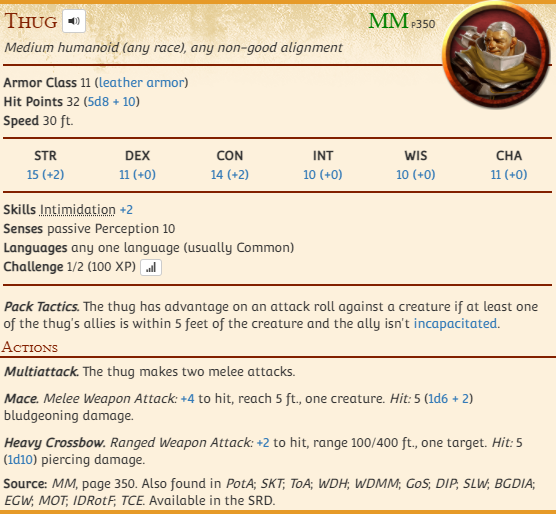 THUG MM P350
Medium humanoid (any race), any non-good alignment
Armor Class 11 (leather armor)
Hit Points 32 (5d8 + 10)
Speed 30 ft.
STR DEX CON INT WIS CHA
15 (+2) 11 (+0) 14 (+2) 10 (+0) 10 (+0) 11 (+0)
Skills Intimidation +2
Senses passive Perception 10
Languages any one language (usually Common)
Challenge 1/2 (100 XP)
Pack Tactics. The thug has advantage on an attack roll against a creature if at least one
of the thug's allies is within 5 feet of the creature and the ally isn't incapacitated.
ACTIONS
Multiattack. The thug makes two melee attacks.
Mace. Melee Weapon Attack: +4 to hit, reach 5 ft., one creature. Hit: 5 (1d6 + 2)
bludgeoning damage.
Heavy Crossbow. Ranged Weapon Attack: +2 to hit, range 100/400 ft., one target. Hit: 5
(1d10) piercing damage.
Source: MM, page 350. Also found in PotA; SKT; ToA; WDH; WDMM; GoS; DIP; SLW; BGDIA;
EGW; MOT; IDRotF; TCE. Available in the SRD.